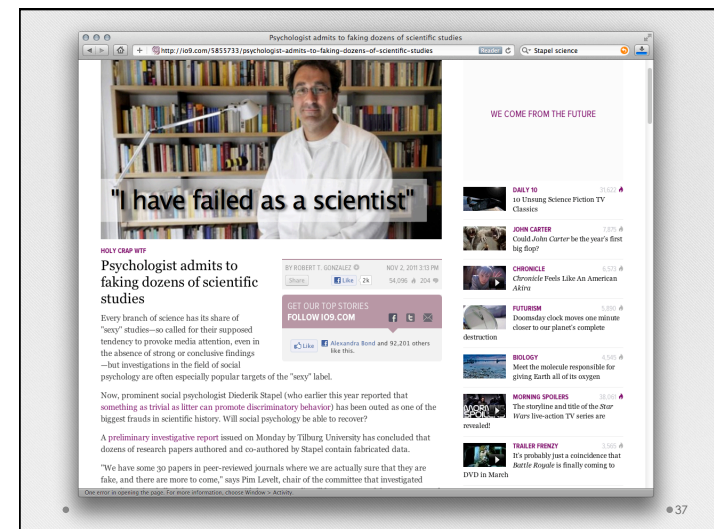 Psychologist admits to faking dozens of scientific studies
http://io9.com/5855733/psychologist-admits-to-faking-dozens-of-scientific-studies
Reader
Stapel science
"I have failed as a scientist"
HOLY CRAP WTF
Psychologist admits to
faking dozens of scientific
studies
BY ROBERT T. GONZALEZ
NOV 2, 2011 3:13 PM
Share
Like
2k
54,096
204
GET OUR TOP STORIES
FOLLOW IO9.COM
Like
Alexandra Bond and 92,201 others
like this.
Every branch of science has its share of
"sexy" studies—so called for their supposed
tendency to provoke media attention, even in
the absence of strong or conclusive findings
—but investigations in the field of social
psychology are often especially popular targets of the "sexy" label.
Now, prominent social psychologist Diederik Stapel (who earlier this year reported that
something as trivial as litter can promote discriminatory behavior) has been outed as one of the
biggest frauds in scientific history. Will social psychology be able to recover?
A preliminary investigative report issued on Monday by Tilburg University has concluded that
dozens of research papers authored and co-authored by Stapel contain fabricated data.
"We have some 30 papers in peer-reviewed journals where we are actually sure that they are
fake, and there are more to come," says Pim Levelt, chair of the committee that investigated
One error in opening the page. For more information, choose Window > Activity.
WE COME FROM THE FUTURE
DAILY 10
31,622
10 Unsung Science Fiction TV
Classics
JOHN CARTER
7,875
Could John Carter be the year's first
big flop?
CHRONICLE
6,573
Chronicle Feels Like An American
Akira
FUTURISM
5,890
Doomsday clock moves one minute
closer to our planet's complete
destruction
BIOLOGY
4,545
Meet the molecule responsible for
giving Earth all of its oxygen
MORNING SPOILERS
38,061
The storyline and title of the Star
Wars live-action TV series are
revealed!
TRAILER FRENZY
3,565
It's probably just a coincidence that
Battle Royale is finally coming to
DVD in March
37